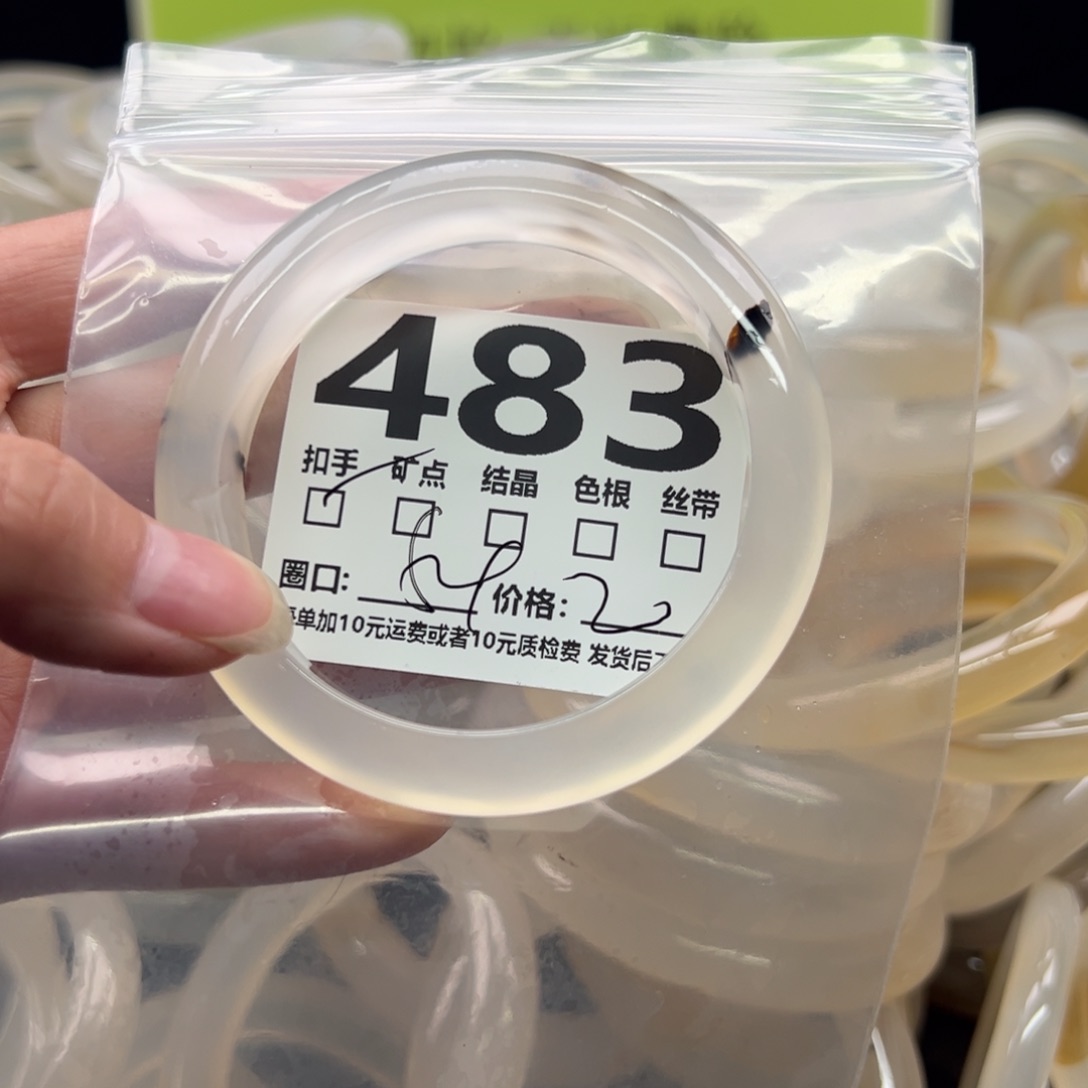 483
扣手 矿点 结晶 色根 丝带
圈口: 价格: 2
单加10元运费或者10元质检费 发货后